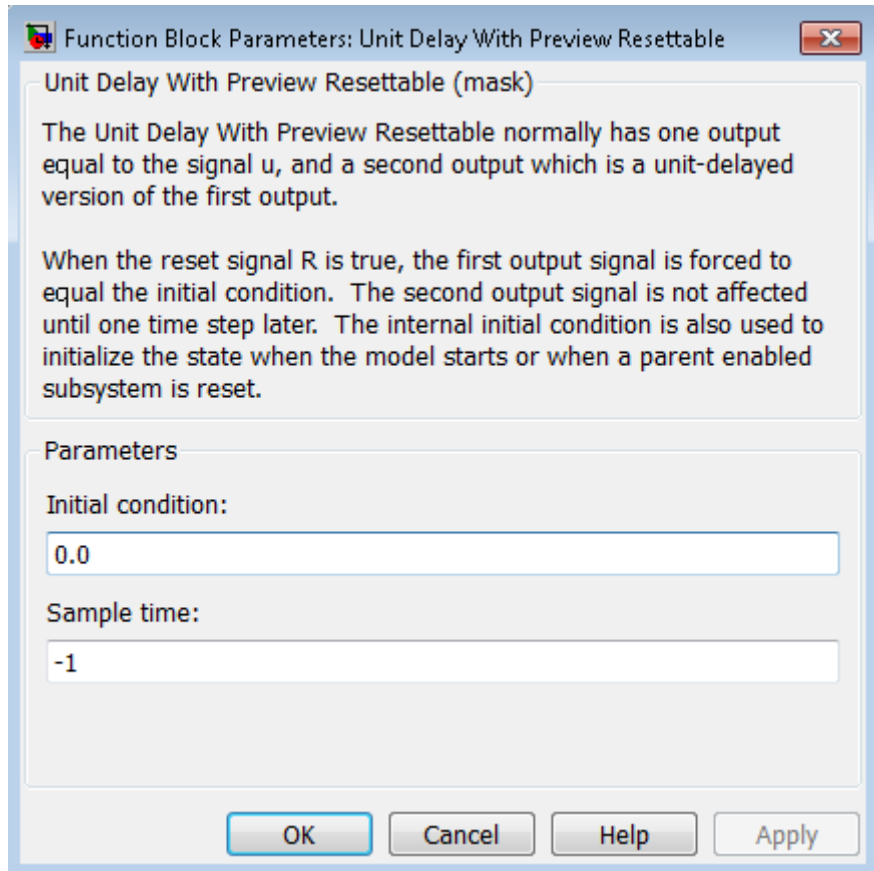 Function Block Parameters: Unit Delay With Preview Resettable
Unit Delay With Preview Resettable (mask)
The Unit Delay With Preview Resettable normally has one output
equal to the signal u, and a second output which is a unit-delayed
version of the first output.
When the reset signal R is true, the first output signal is forced to
equal the initial condition.  The second output signal is not affected
until one time step later.  The internal initial condition is also used to
initialize the state when the model starts or when a parent enabled
subsystem is reset.
Parameters
Initial condition:
0.0
Sample time:
-1
OK Cancel Help Apply